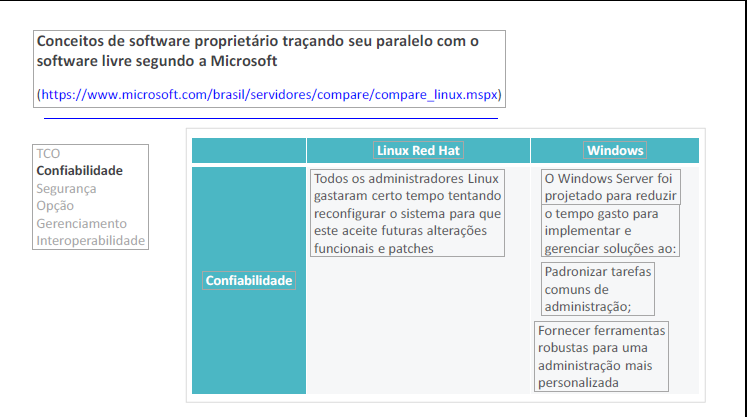 Conceitos de software proprietário traçando seu paralelo com o
software livre segundo a Microsoft
(https://www.microsoft.com/brasil/servidores/compare/compare_linux.mspx)
TCO
Confiabilidade
Segurança
Opção
Gerenciamento
Interoperabilidade
Linux Red Hat
Windows
Confiabilidade
Todos os administradores Linux
gastaram certo tempo tentando
reconfigurar o sistema para que
este aceite futuras alterações
funcionais e patches
O Windows Server foi
projetado para reduzir
o tempo gasto para
implementar e
gerenciar soluções ao:
Padronizar tarefas
comuns de
administração;
Fornecer ferramentas
robustas para uma
administração mais
personalizada